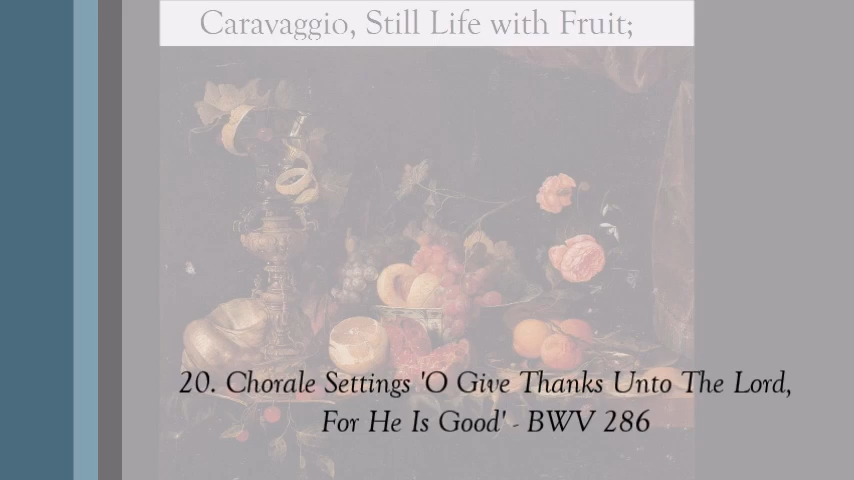 Caravaggio, Still Life with Fruit;
20. Chorale Settings 'O Give Thanks Unto The Lord,
For He Is Good' - BWV 286